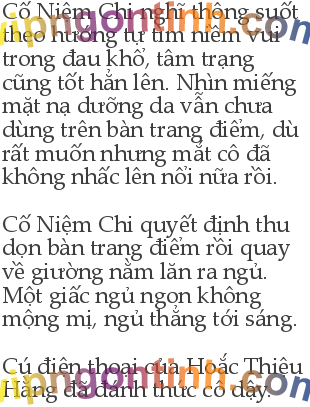 Cố Niệm Chi nghĩ thông suốt
theo hướng tự tìm niềm vui
trong đau khổ, tâm trạng
cũng tốt hẳn lên. Nhìn miếng
mặt nạ dưỡng da vẫn chưa
dùng trên bàn trang điểm, dù
rất muốn nhưng mắt cô đã
không nhấc lên nổi nữa rồi.
Cố Niệm Chi quyết định thu
dọn bàn trang điểm rồi quay
về giường nằm lăn ra ngủ.
Một giấc ngủ ngon không
mộng mị, ngủ thẳng tới sáng.
Cú điện thoại của Hoắc Thiệu
Hằng đã đánh thức cô dậy.
vipngontinh.com
vipngontinh.com